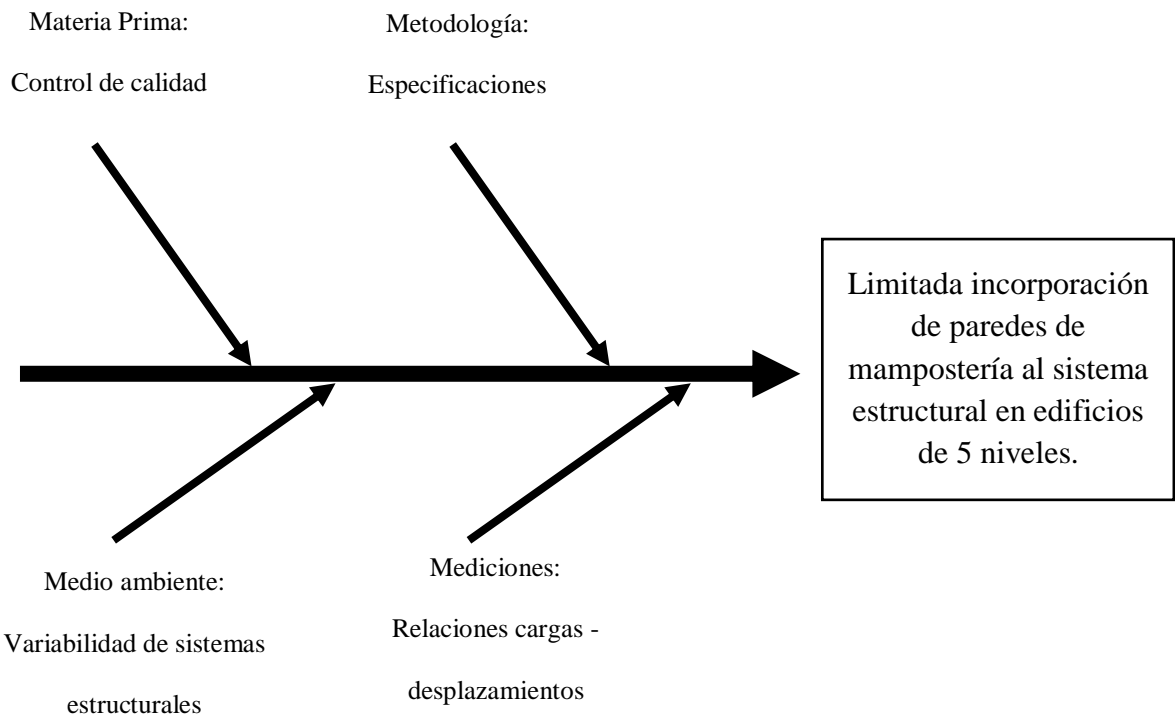 Materia Prima:
Control de calidad
Metodología:
Especificaciones
Limitada incorporación
de paredes de
mampostería al sistema
estructural en edificios
de 5 niveles.
Medio ambiente:
Variabilidad de sistemas
estructurales
Mediciones:
Relaciones cargas -
desplazamientos